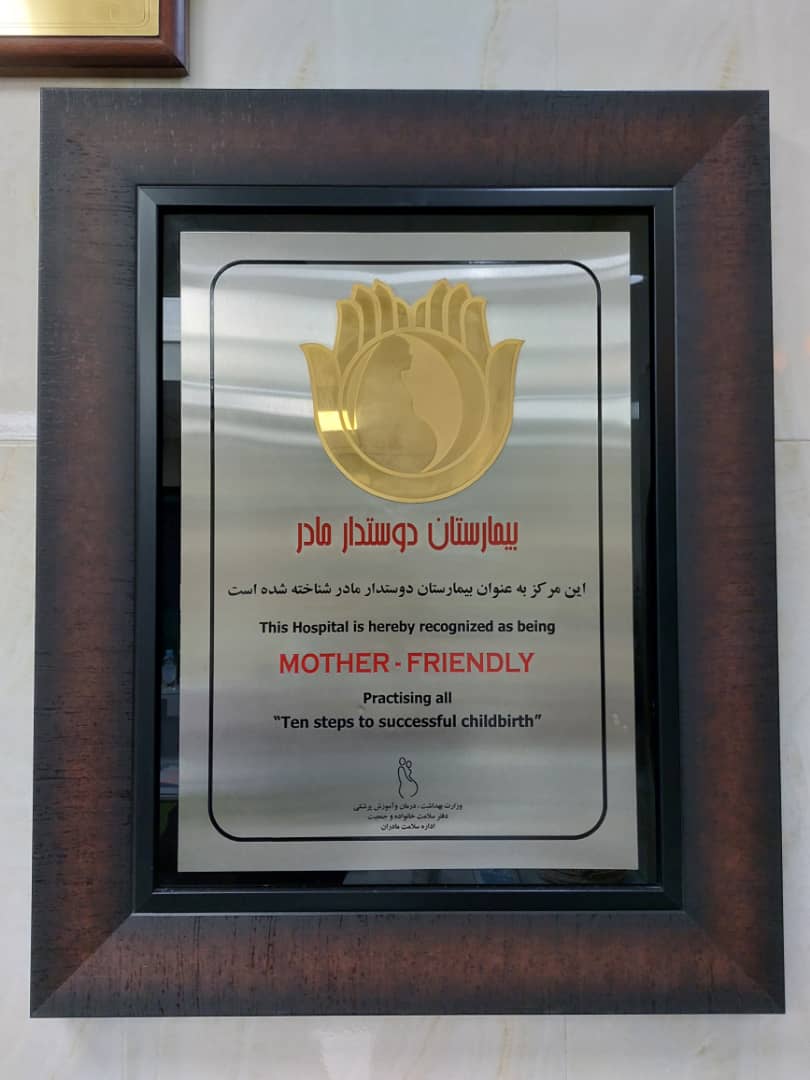 بیمارستان دوستدار مادر
این مرکز به عنوان بیمارستان دوستدار مادر شناخته شده است
This Hospital is hereby recognized as being
MOTHER - FRIENDLY
Practising all
“Ten steps to successful childbirth”
وزارت بهداشت ، درمان و آموزش پزشکی
دفتر سلامت خانواده و جمعیت
اداره سلامت مادران